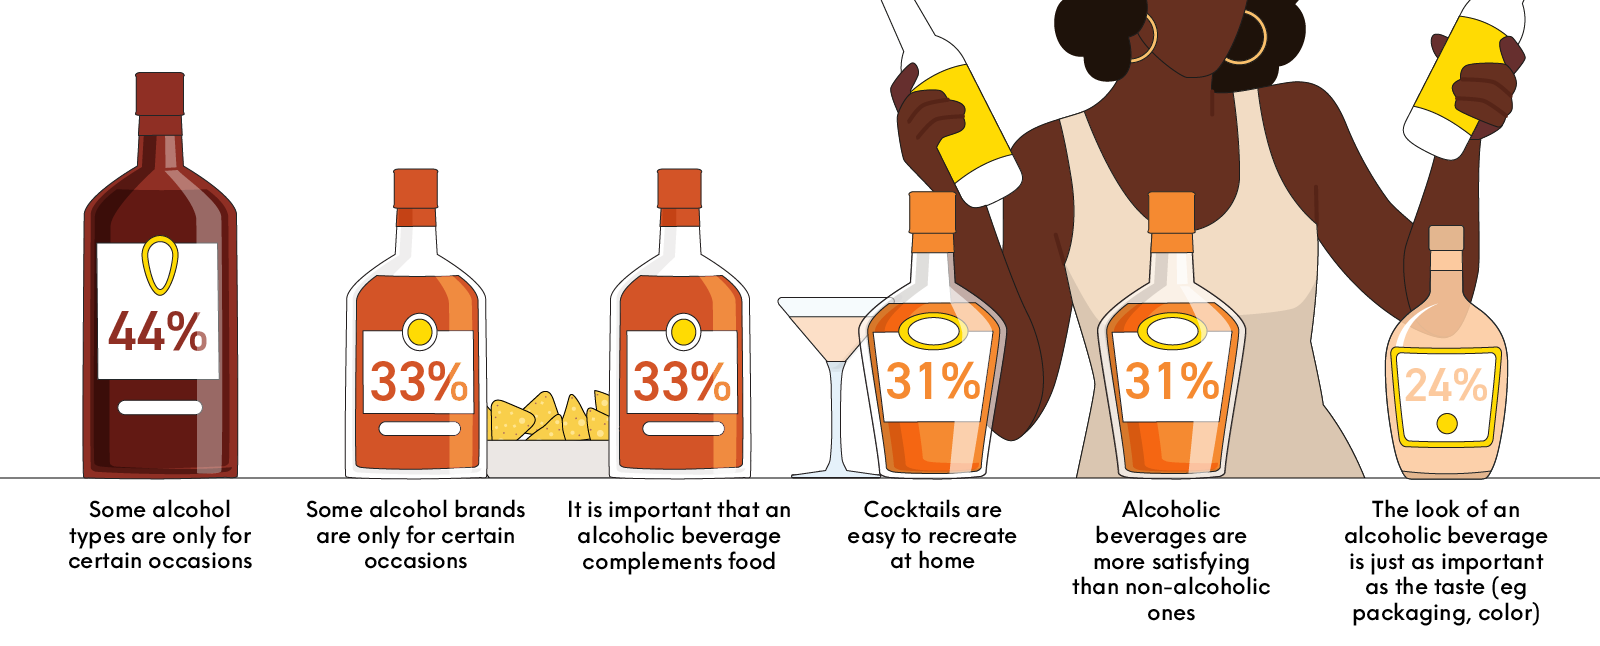 44%
33%
33%
31%
31%
24%
Some alcohol
types are only for
certain occasions
Some alcohol brands
are only for certain
occasions
It is important that an
alcoholic beverage
complements food
Cocktails are
easy to recreate
at home
Alcoholic
beverages are
more satisfying
than non-alcoholic
ones
The look of an
alcoholic beverage
is just as important
as the taste (eg
packaging, color)